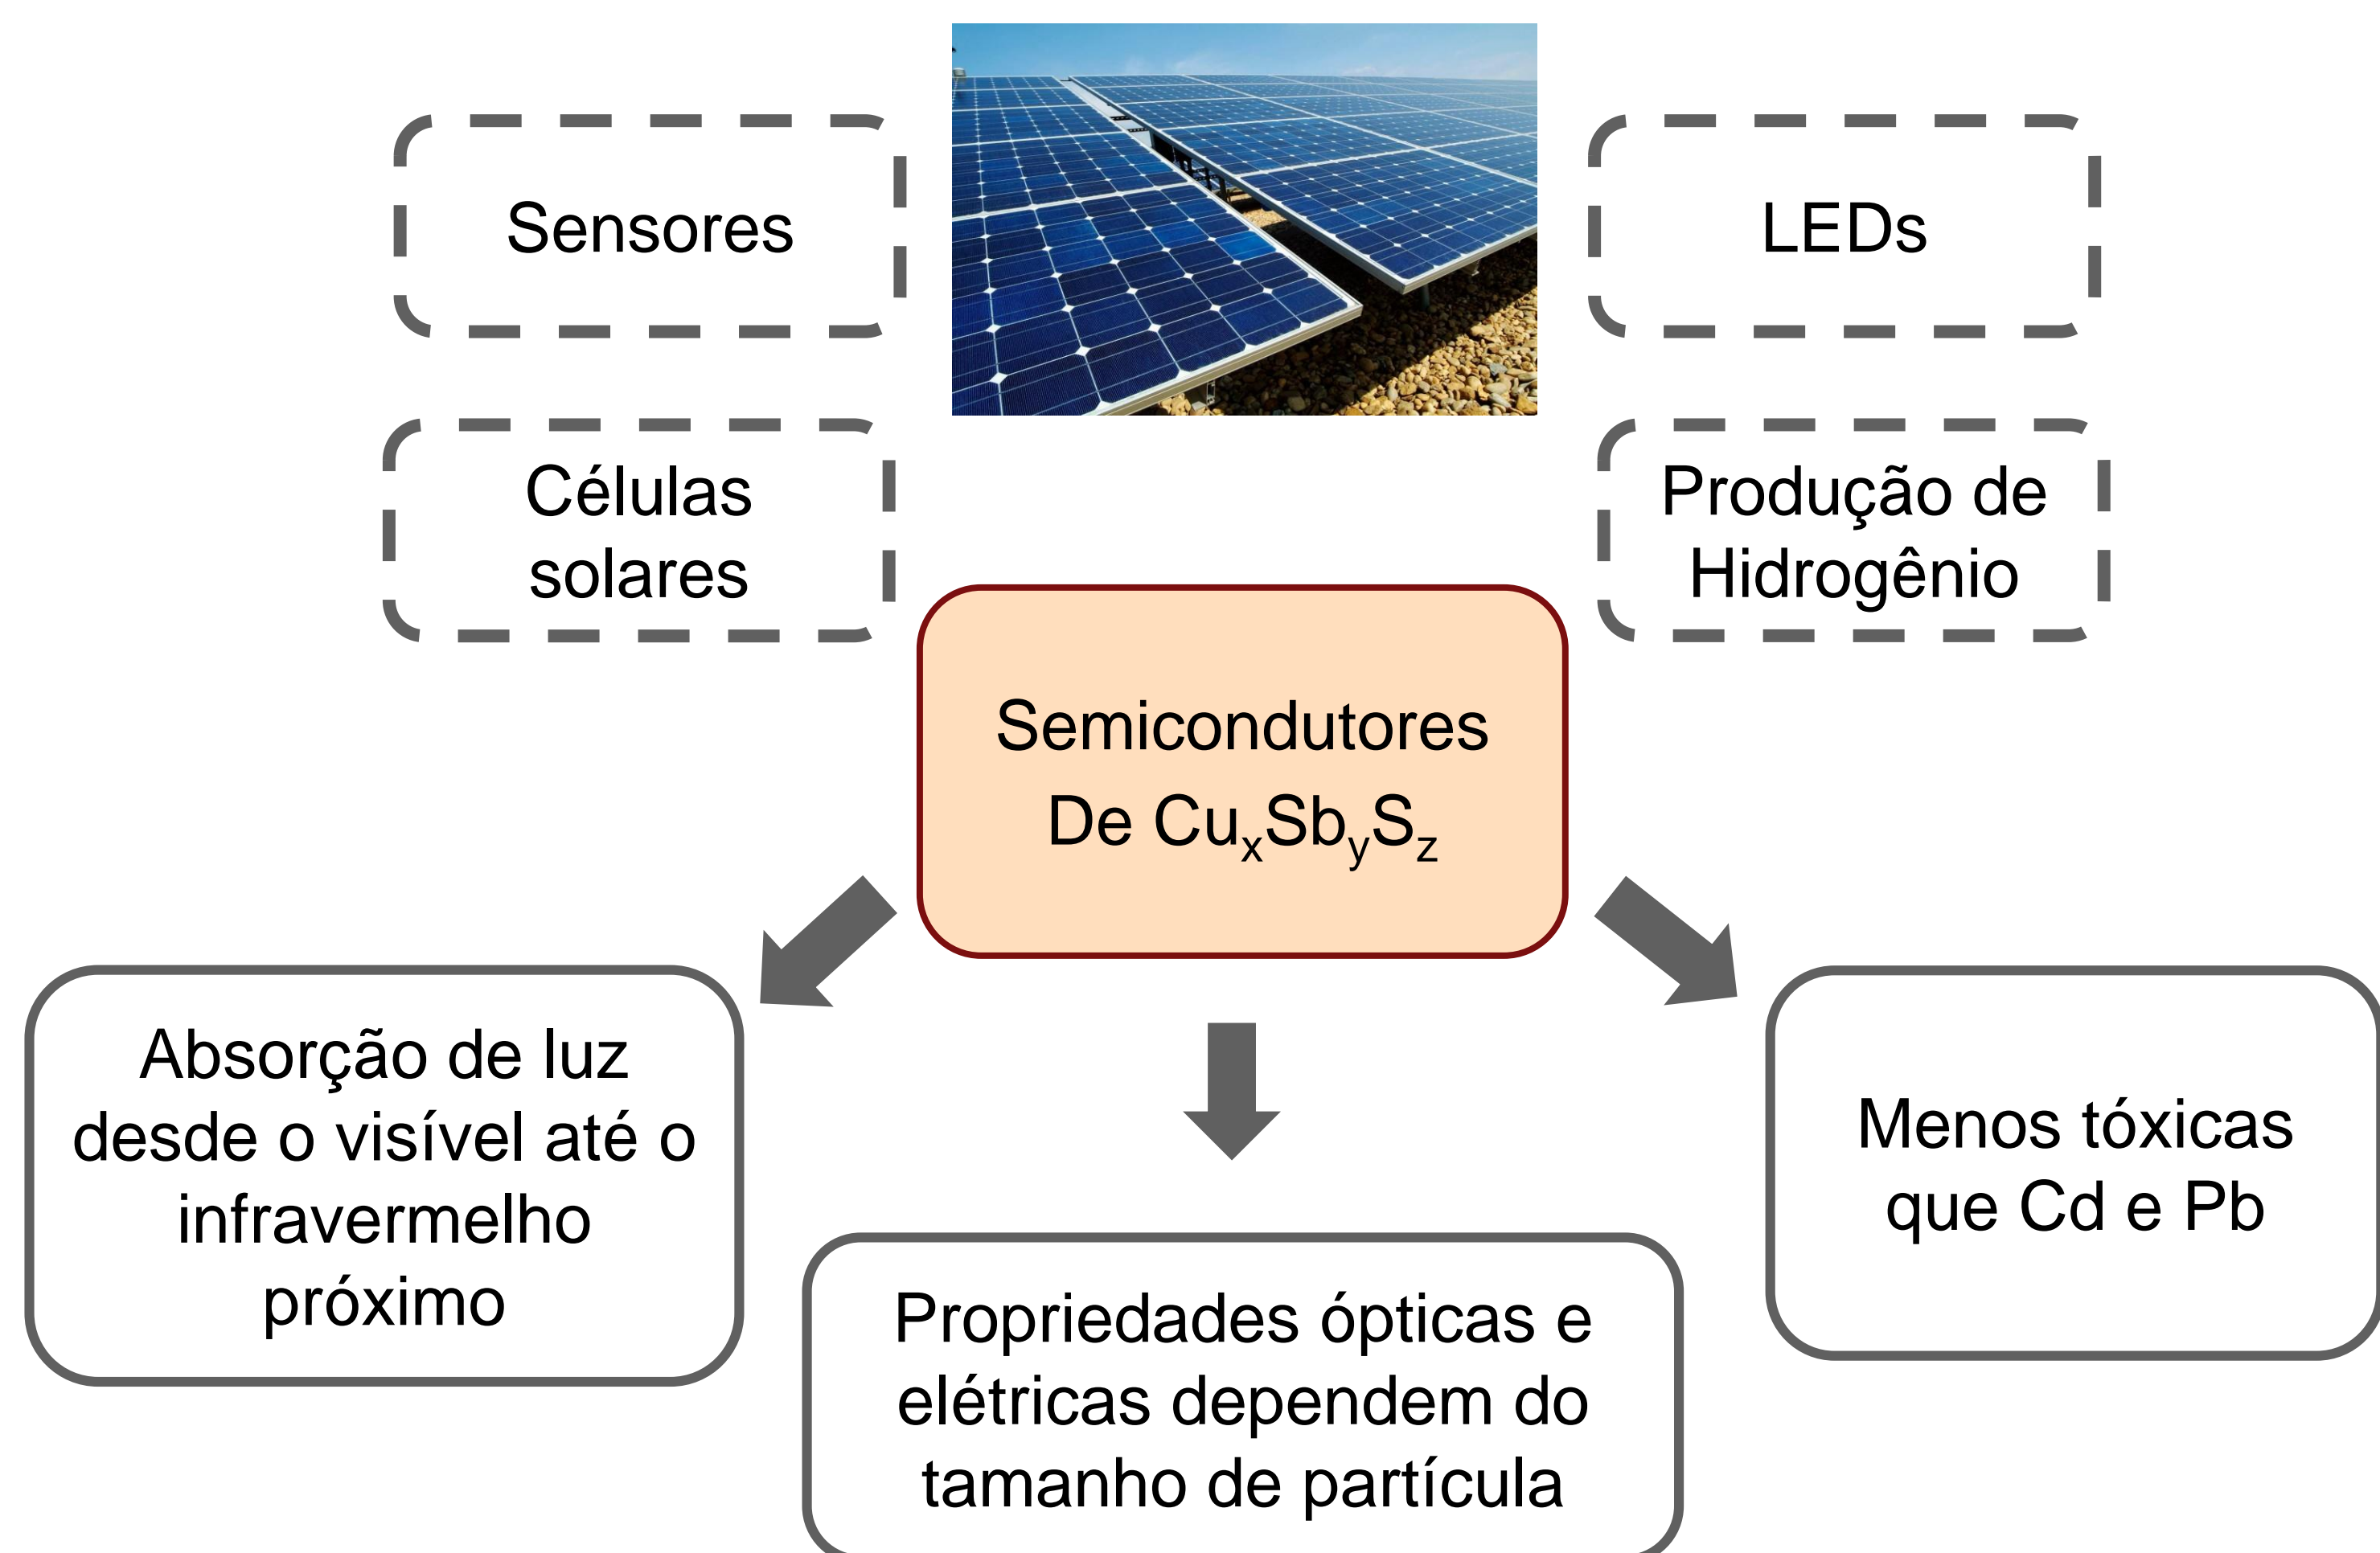 Sensores
LEDs
Células
solares
Produção de
Hidrogênio
Semicondutores
De CuₓSbᵧS_z
Absorção de luz
desde o visível até o
infravermelho
próximo
Menos tóxicas
que Cd e Pb
Propriedades ópticas e
elétricas dependem do
tamanho de partícula